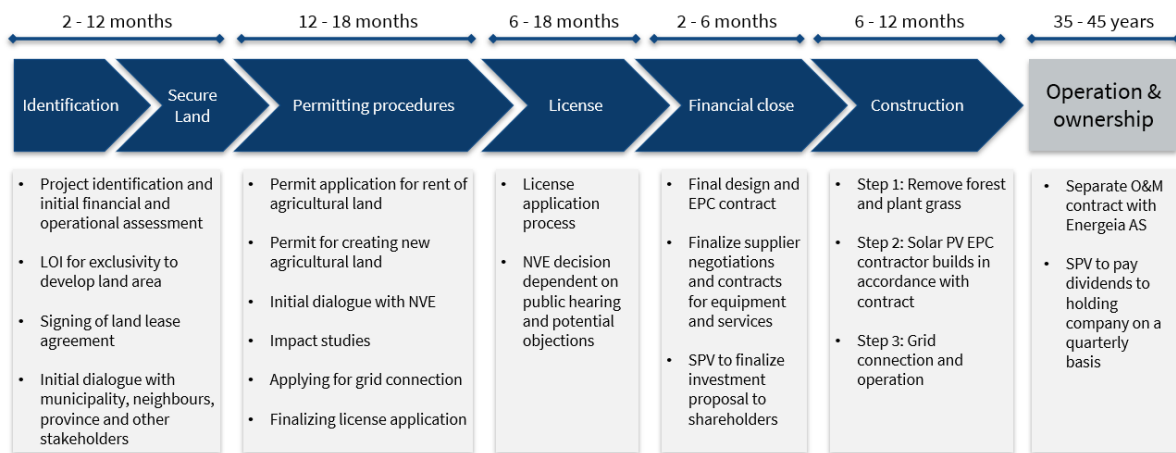 2 - 12 months
12 - 18 months
6 - 18 months
2 - 6 months
6 - 12 months
35 - 45 years
Identification
Secure
Land
Permitting procedures
License
Financial close
Construction
Operation &
ownership
• Project identification and
initial financial and
operational assessment
• LOI for exclusivity to
develop land area
• Signing of land lease
agreement
• Initial dialogue with
municipality, neighbours,
province and other
stakeholders
• Permit application for rent of
agricultural land
• Permit for creating new
agricultural land
• Initial dialogue with NVE
• Impact studies
• Applying for grid connection
• Finalizing license application
• License
application
process
• NVE decision
dependent on
public hearing
and potential
objections
• Final design and
EPC contract
• Finalize supplier
negotiations
and contracts
for equipment
and services
• SPV to finalize
investment
proposal to
shareholders
• Step 1: Remove forest
and plant grass
• Step 2: Solar PV EPC
contractor builds in
accordance with
contract
• Step 3: Grid
connection and
operation
• Separate O&M
contract with
Energeia AS
• SPV to pay
dividends to
holding
company on a
quarterly
basis